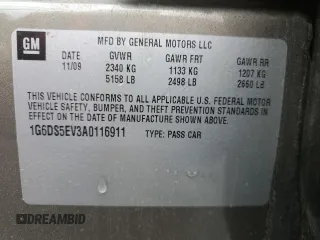 GM
MFD BY GENERAL MOTORS LLC
DATE GVWR GAWR FRT GAWR RR
11/09 2340 KG 1133 KG 1207 KG
5158 LB 2498 LB 2660 LB
THIS VEHICLE CONFORMS TO ALL APPLICABLE U.S. FEDERAL MOTOR
VEHICLE SAFETY, BUMPER, AND THEFT PREVENTION STANDARDS
IN EFFECT ON THE DATE OF MANUFACTURE SHOWN ABOVE.
1G6DS5EV3A0116911 TYPE: PASS CAR
DREAMBID